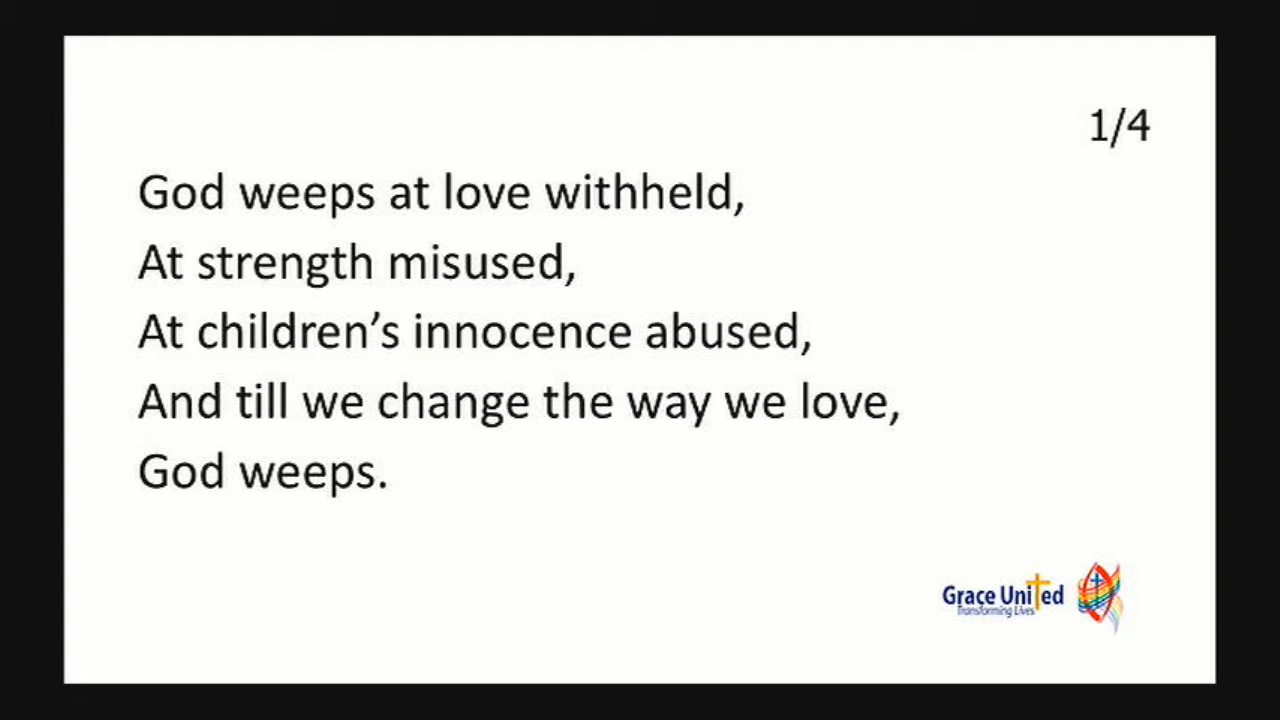 1/4
God weeps at love withheld,
At strength misused,
At children’s innocence abused,
And till we change the way we love,
God weeps.
Grace United
Transforming Lives